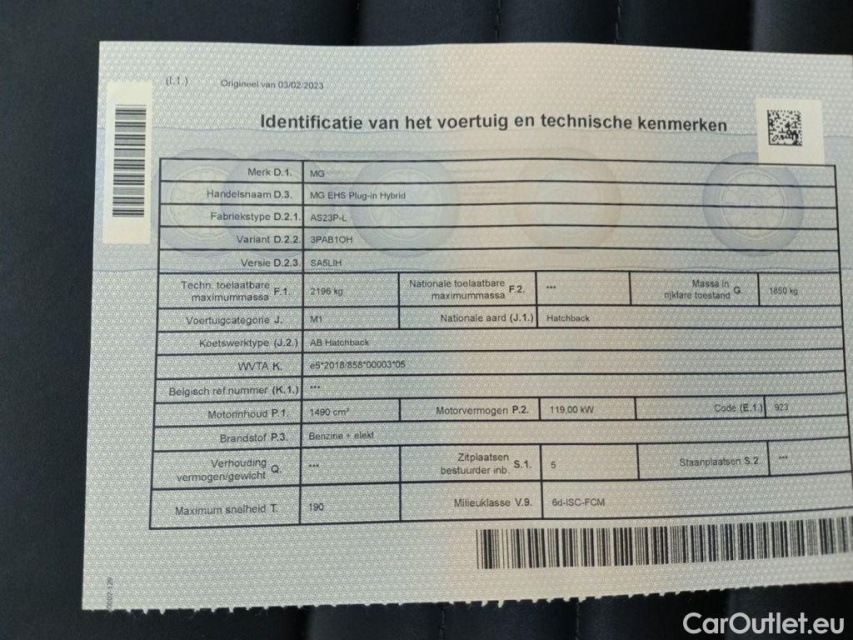 (I.1.) Origineel van 03/02/2023
Identificatie van het voertuig en technische kenmerken
Merk D.1. MG
Handelsnaam D.3. MG EHS Plug-in Hybrid
Fabriekstype D.2.1. AS23P-L
Variant D.2.2. 3PAB1OH
Versie D.2.3. SA5LIH
Techn. toelaatbare maximummassa F.1. 2196 kg Nationale toelaatbare maximummassa F.2. *** Massa in rijklare toestand G. 1850 kg
Voertuigcategorie J. M1 Nationale aard (J.1.) Hatchback
Koetswerktype (J.2.) AB Hatchback
WVTA K. e5*2018/858*00003*05
Belgisch ref.nummer (K.1.) ***
Motorinhoud P.1. 1490 cm³ Motorvermogen P.2. 119,00 kW Code (E.1.) 923
Brandstof P.3. Benzine + elekt
Verhouding vermogen/gewicht Q. *** Zitplaatsen bestuurder inb. S.1. 5 Staanplaatsen S.2. ***
Maximum snelheid T. 190 Milieuklasse V.9. 6d-ISC-FCM
CarOutlet.eu